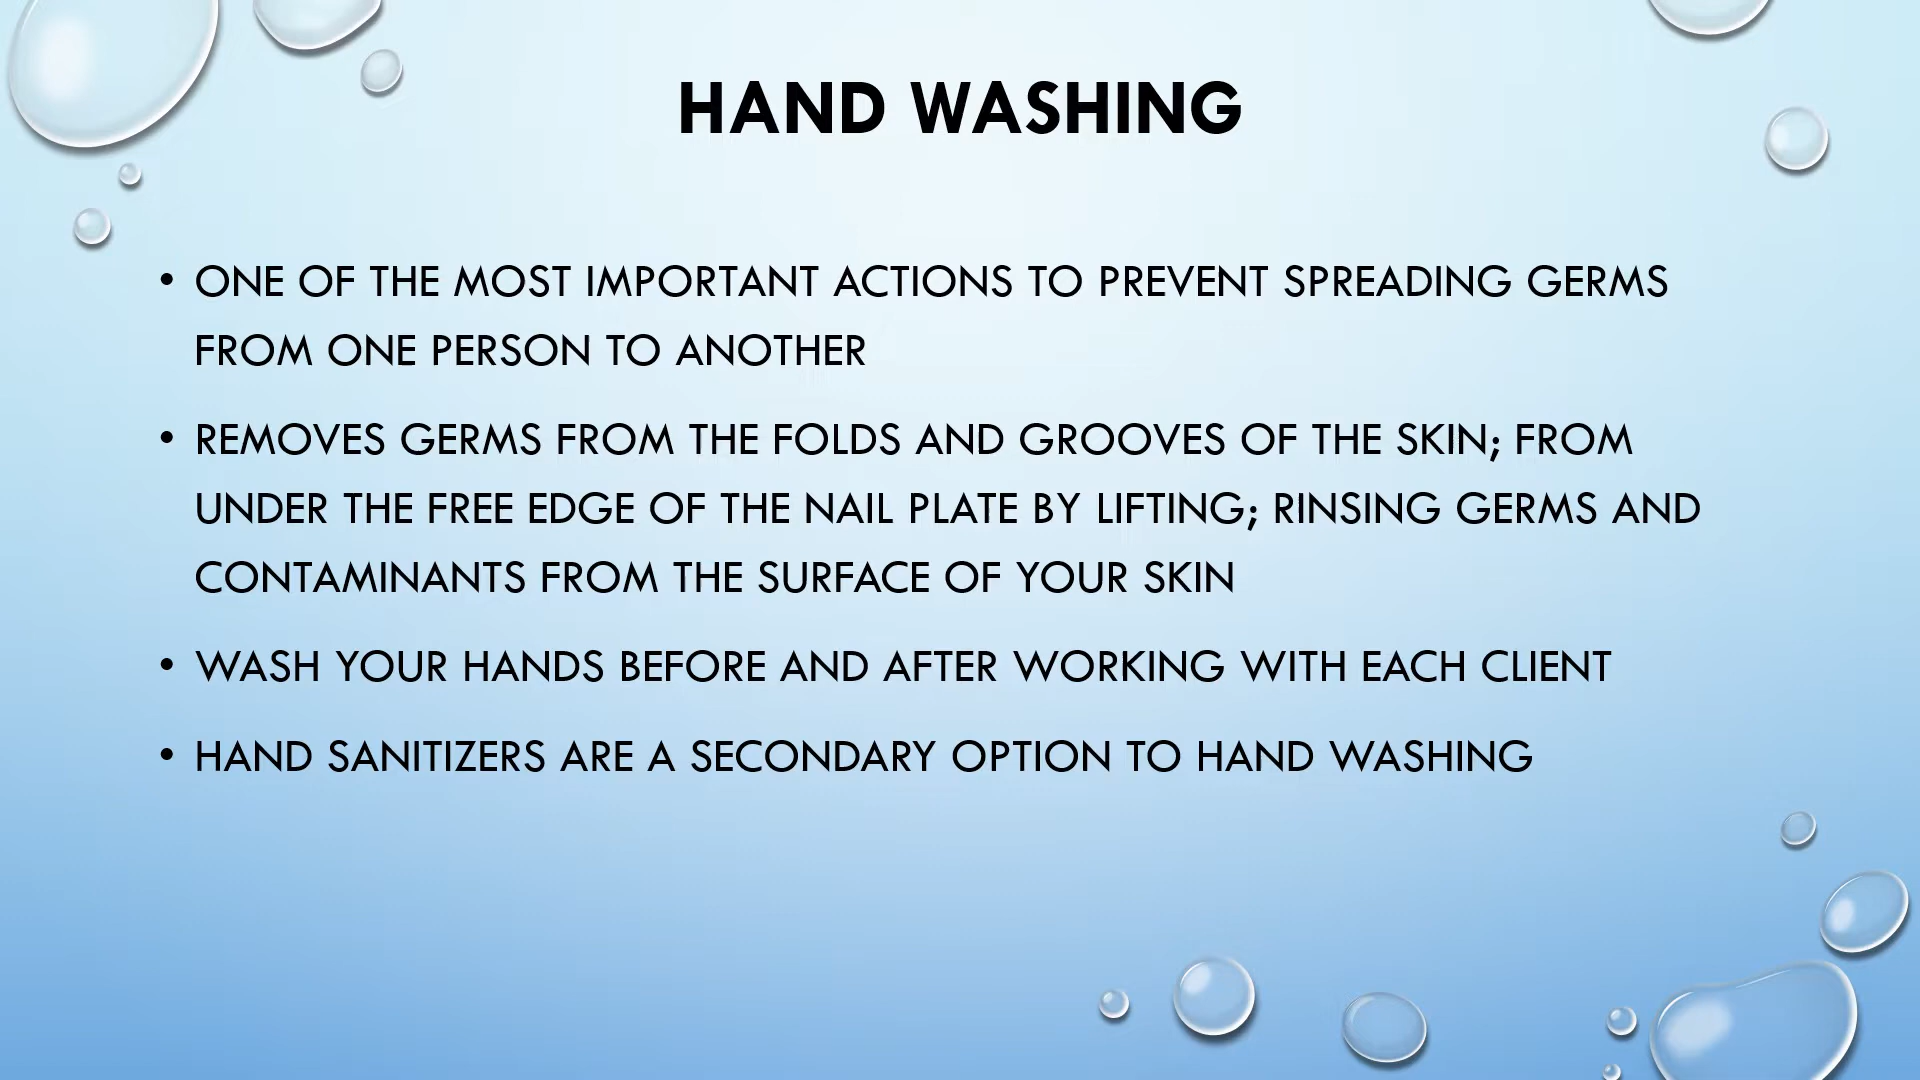 HAND WASHING
• ONE OF THE MOST IMPORTANT ACTIONS TO PREVENT SPREADING GERMS
FROM ONE PERSON TO ANOTHER
• REMOVES GERMS FROM THE FOLDS AND GROOVES OF THE SKIN; FROM
UNDER THE FREE EDGE OF THE NAIL PLATE BY LIFTING; RINSING GERMS AND
CONTAMINANTS FROM THE SURFACE OF YOUR SKIN
• WASH YOUR HANDS BEFORE AND AFTER WORKING WITH EACH CLIENT
• HAND SANITIZERS ARE A SECONDARY OPTION TO HAND WASHING